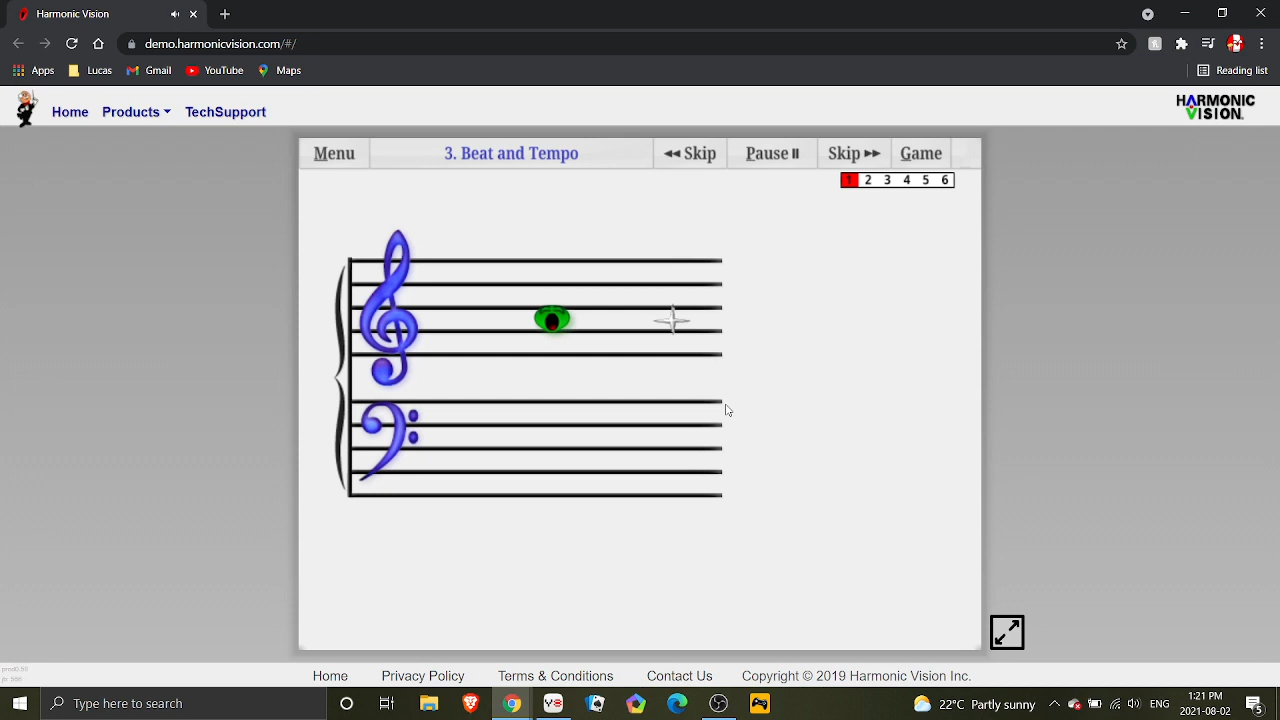 Harmonic Vision
demo.harmonicvision.com/#/
Apps Lucas Gmail YouTube Maps Reading list
Home Products TechSupport
HARMONIC VISION.
Menu 3. Beat and Tempo Skip Pause Skip Game
1 2 3 4 5 6
Home Privacy Policy Terms & Conditions Contact Us Copyright © 2019 Harmonic Vision Inc.
Type here to search
22°C Partly sunny
1:21 PM
2021-08-02